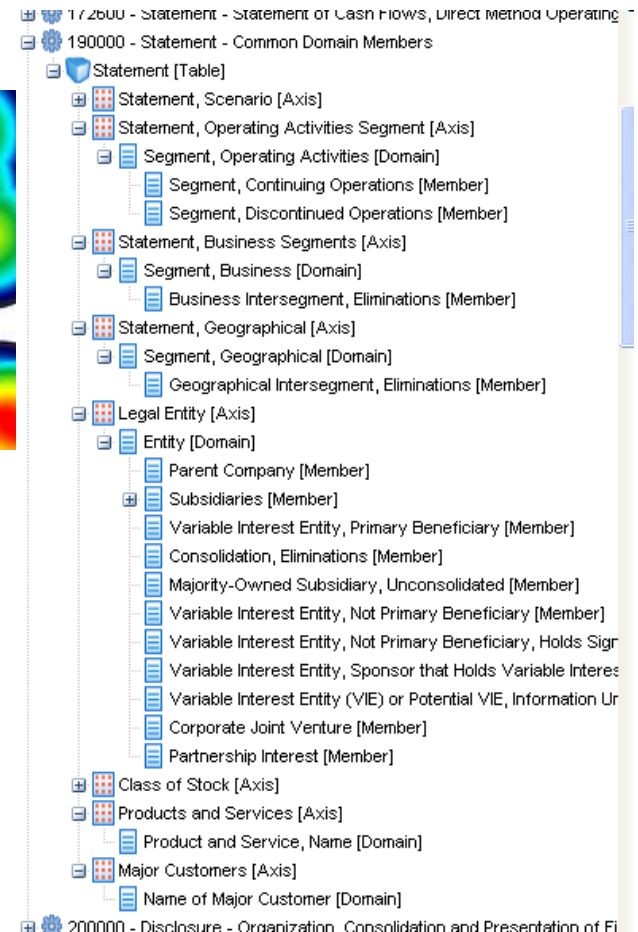 172600 - Statement - Statement of Cash Flows, Direct Method Operating
190000 - Statement - Common Domain Members
Statement [Table]
Statement, Scenario [Axis]
Statement, Operating Activities Segment [Axis]
Segment, Operating Activities [Domain]
Segment, Continuing Operations [Member]
Segment, Discontinued Operations [Member]
Statement, Business Segments [Axis]
Segment, Business [Domain]
Business Intersegment, Eliminations [Member]
Statement, Geographical [Axis]
Segment, Geographical [Domain]
Geographical Intersegment, Eliminations [Member]
Legal Entity [Axis]
Entity [Domain]
Parent Company [Member]
Subsidiaries [Member]
Variable Interest Entity, Primary Beneficiary [Member]
Consolidation, Eliminations [Member]
Majority-Owned Subsidiary, Unconsolidated [Member]
Variable Interest Entity, Not Primary Beneficiary [Member]
Variable Interest Entity, Not Primary Beneficiary, Holds Sigr
Variable Interest Entity, Sponsor that Holds Variable Interes
Variable Interest Entity (VIE) or Potential VIE, Information Ur
Corporate Joint Venture [Member]
Partnership Interest [Member]
Class of Stock [Axis]
Products and Services [Axis]
Product and Service, Name [Domain]
Major Customers [Axis]
Name of Major Customer [Domain]
200000 - Disclosure - Organization, Consolidation and Presentation of Fi